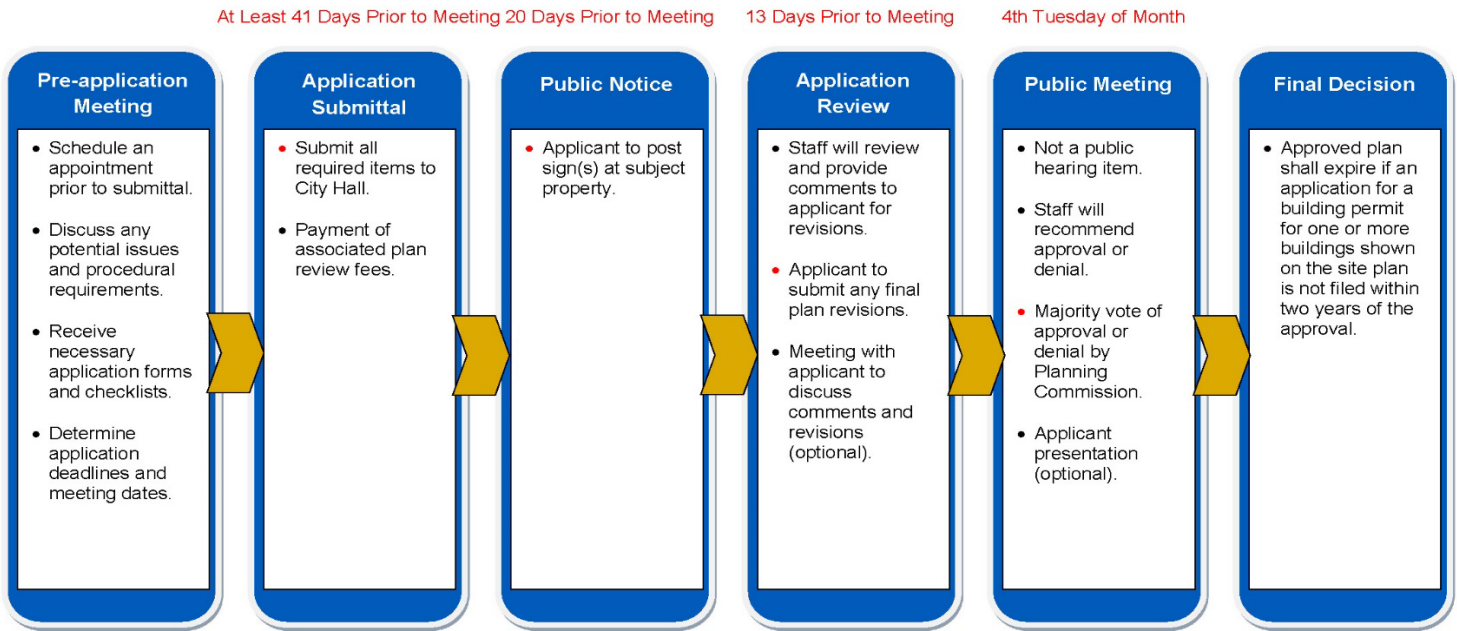 At Least 41 Days Prior to Meeting
20 Days Prior to Meeting
13 Days Prior to Meeting
4th Tuesday of Month
Pre-application
Meeting
• Schedule an
appointment
prior to submittal.
• Discuss any
potential issues
and procedural
requirements.
• Receive
necessary
application forms
and checklists.
• Determine
application
deadlines and
meeting dates.
Application
Submittal
• Submit all
required items to
City Hall.
• Payment of
associated plan
review fees.
Public Notice
• Applicant to post
sign(s) at subject
property.
Application
Review
• Staff will review
and provide
comments to
applicant for
revisions.
• Applicant to
submit any final
plan revisions.
• Meeting with
applicant to
discuss
comments and
revisions
(optional).
Public Meeting
• Not a public
hearing item.
• Staff will
recommend
approval or
denial.
• Majority vote of
approval or
denial by
Planning
Commission.
• Applicant
presentation
(optional).
Final Decision
• Approved plan
shall expire if an
application for a
building permit
for one or more
buildings shown
on the site plan
is not filed within
two years of the
approval.